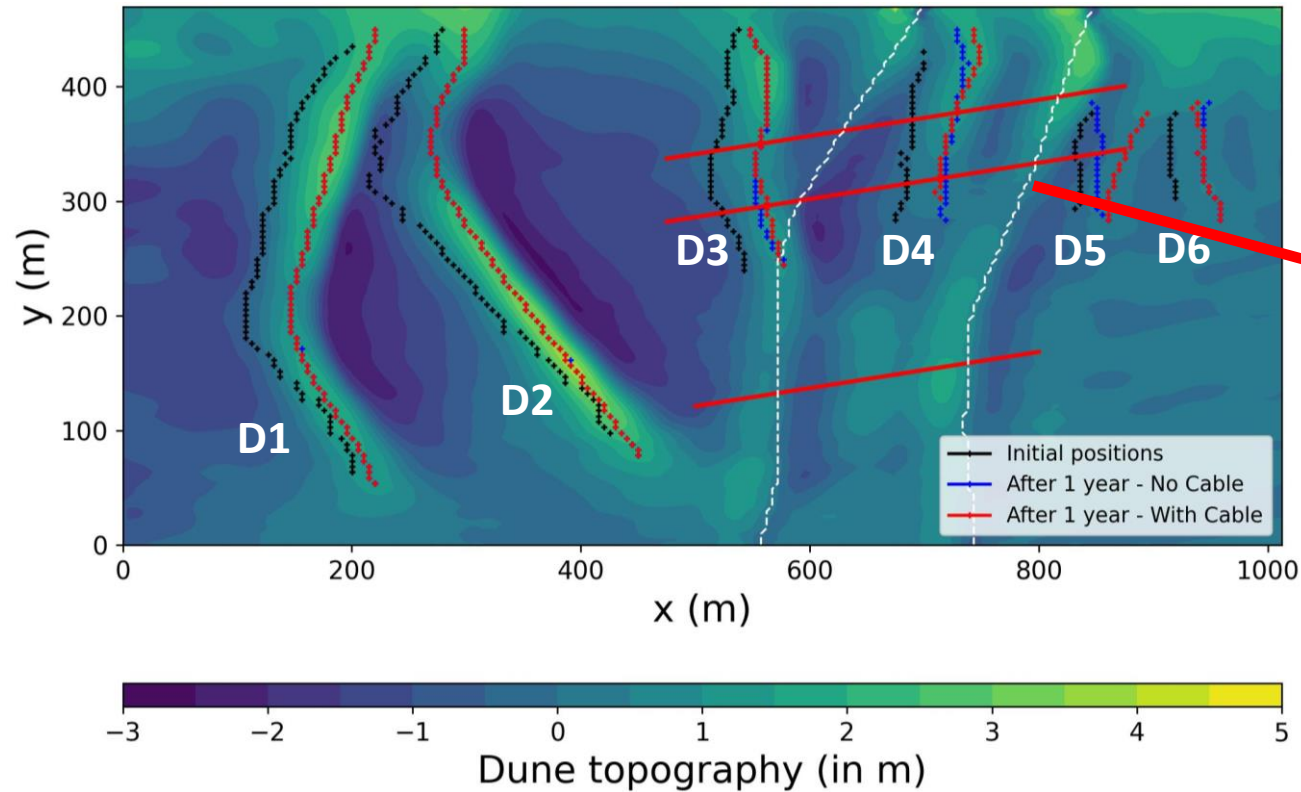 400
300
200
100
0
y (m)
D1
D2
D3
D4
D5
D6
Initial positions
After 1 year - No Cable
After 1 year - With Cable
0 200 400 600 800 1000
x (m)
−3 −2 −1 0 1 2 3 4 5
Dune topography (in m)